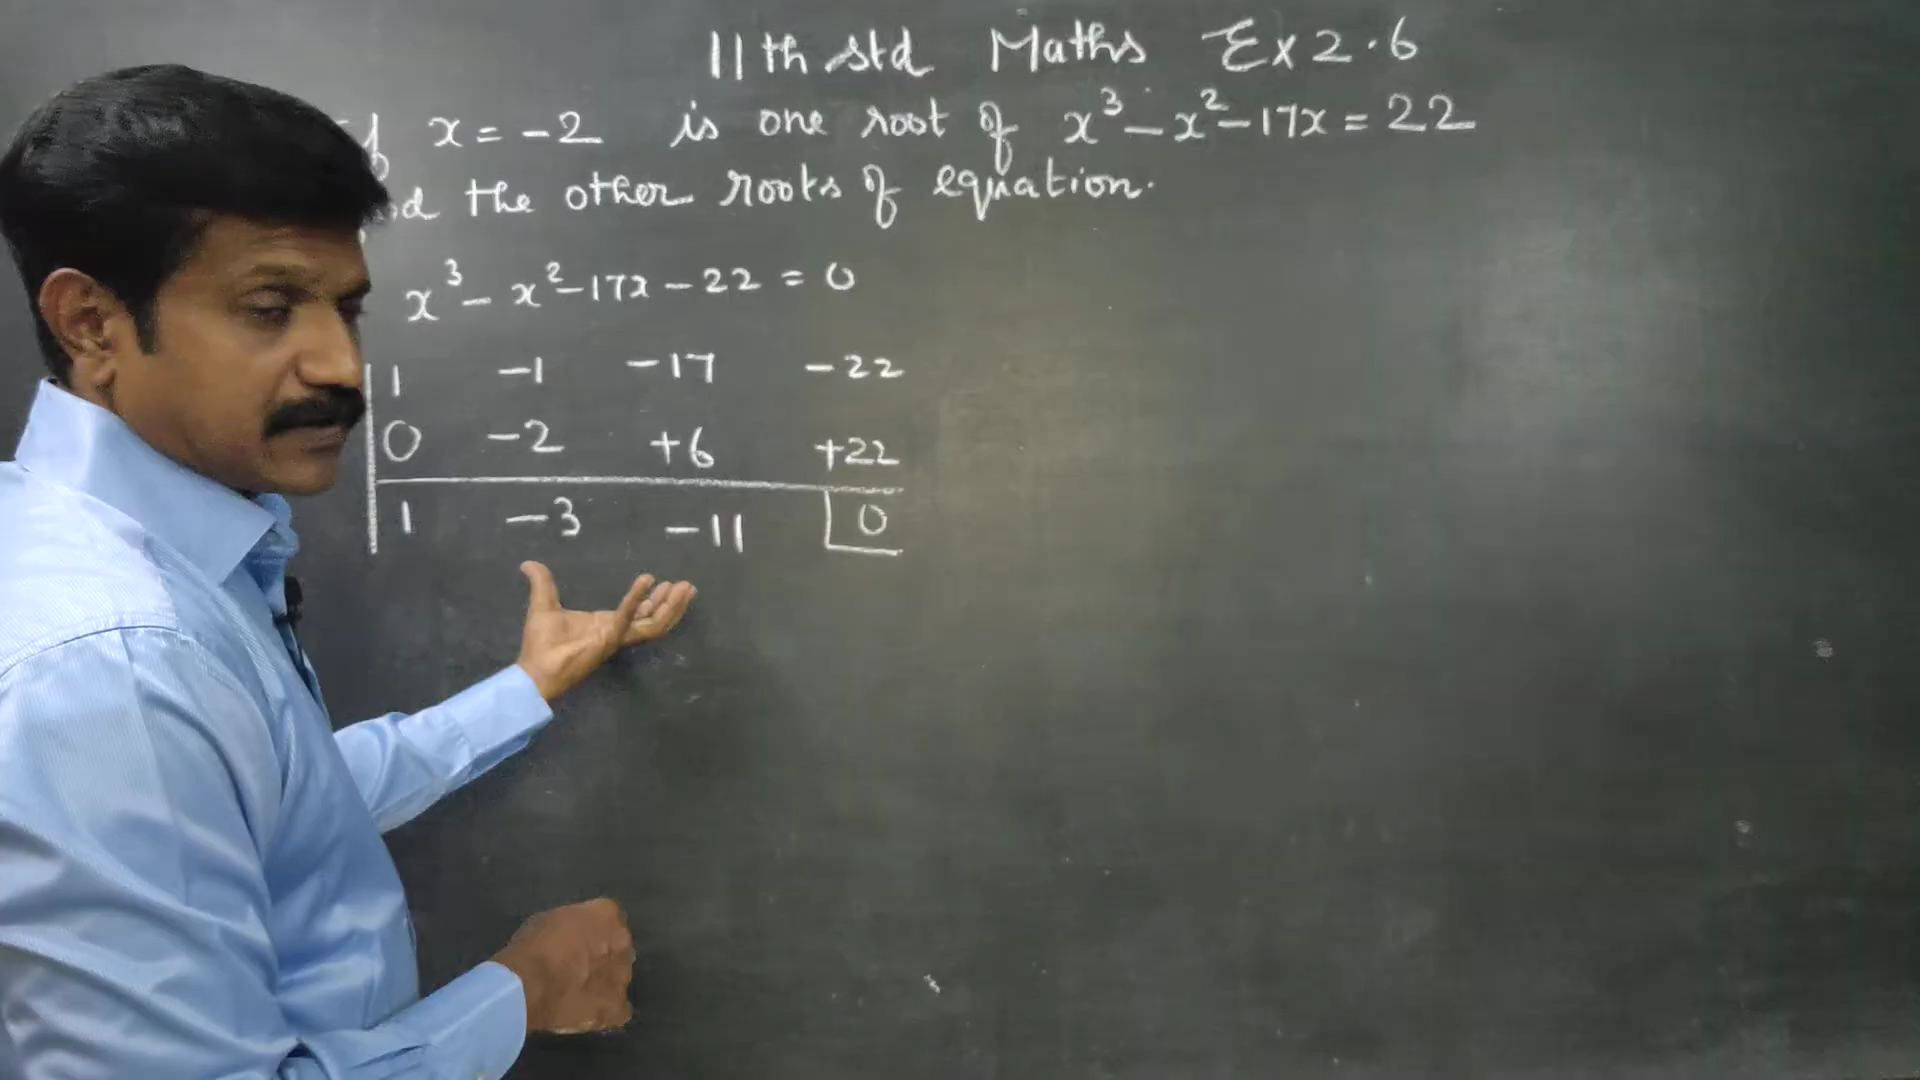 11th std Maths Ex 2.6
x = -2 is one root of x³ - x² - 17x = 22
the other roots of equation.
x³ - x² - 17x - 22 = 0
1 -1 -17 -22
0 -2 +6 +22
1 -3 -11 0